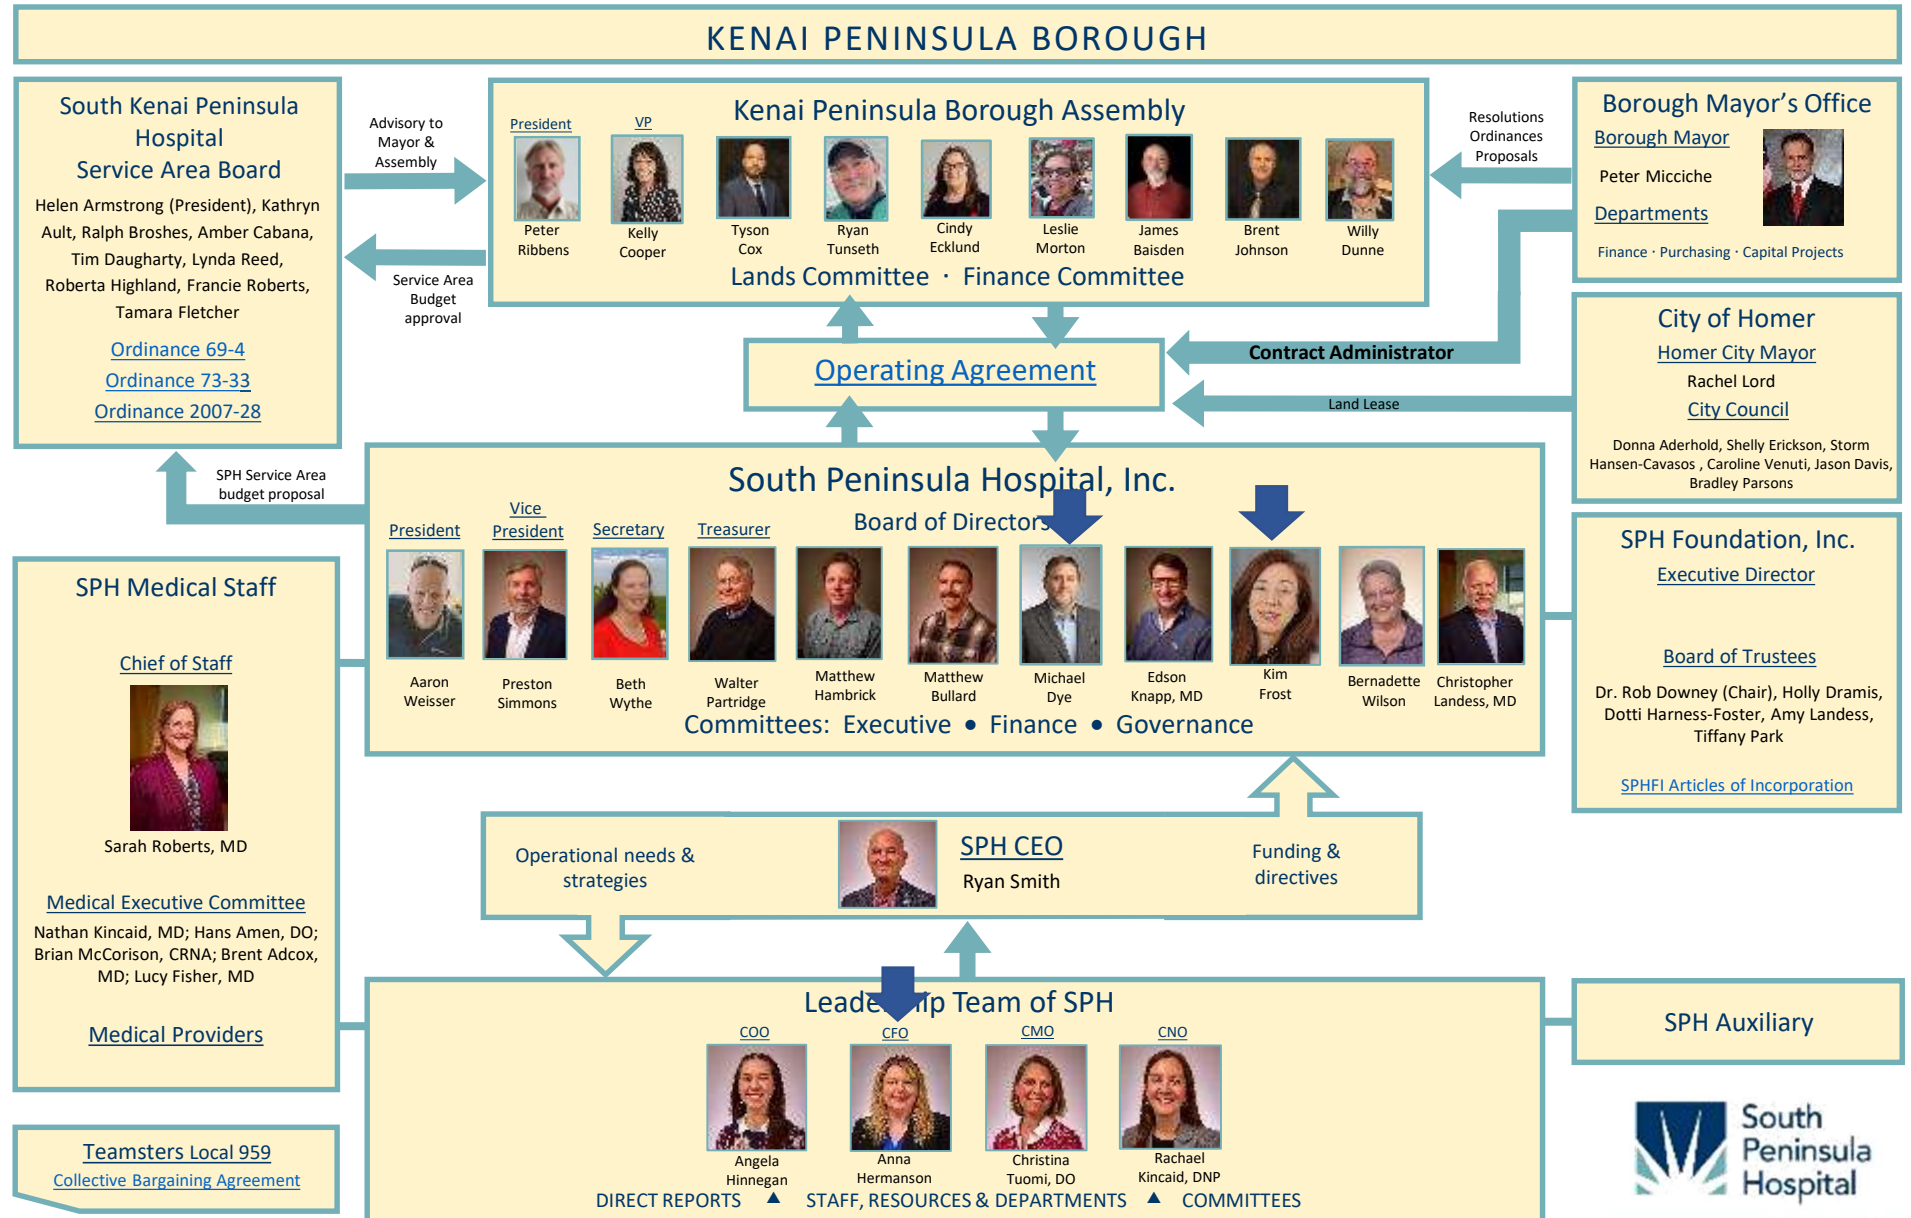 KENAI PENINSULA BOROUGH
South Kenai Peninsula
Hospital
Service Area Board
Helen Armstrong (President), Kathryn
Ault, Ralph Broshes, Amber Cabana,
Tim Daugharty, Lynda Reed,
Roberta Highland, Francie Roberts,
Tamara Fletcher
Ordinance 69-4
Ordinance 73-33
Ordinance 2007-28
Advisory to
Mayor &
Assembly
Service Area
Budget
approval
Kenai Peninsula Borough Assembly
President
VP
Peter
Ribbens
Kelly
Cooper
Tyson
Cox
Ryan
Tunseth
Cindy
Ecklund
Leslie
Morton
James
Baisden
Brent
Johnson
Willy
Dunne
Lands Committee · Finance Committee
Resolutions
Ordinances
Proposals
Borough Mayor's Office
Borough Mayor
Peter Micciche
Departments
Finance · Purchasing · Capital Projects
Operating Agreement
Contract Administrator
Land Lease
City of Homer
Homer City Mayor
Rachel Lord
City Council
Donna Aderhold, Shelly Erickson, Storm
Hansen-Cavasos , Caroline Venuti, Jason Davis,
Bradley Parsons
SPH Service Area
budget proposal
South Peninsula Hospital, Inc.
Board of Directors
President
Vice
President
Secretary
Treasurer
Aaron
Weisser
Preston
Simmons
Beth
Wythe
Walter
Partridge
Matthew
Hambrick
Matthew
Bullard
Michael
Dye
Edson
Knapp, MD
Kim
Frost
Bernadette
Wilson
Christopher
Landess, MD
Committees: Executive • Finance • Governance
SPH Medical Staff
Chief of Staff
Sarah Roberts, MD
Medical Executive Committee
Nathan Kincaid, MD; Hans Amen, DO;
Brian McCorison, CRNA; Brent Adcox,
MD; Lucy Fisher, MD
Medical Providers
SPH Foundation, Inc.
Executive Director
Board of Trustees
Dr. Rob Downey (Chair), Holly Dramis,
Dotti Harness-Foster, Amy Landess,
Tiffany Park
SPHFI Articles of Incorporation
Operational needs &
strategies
SPH CEO
Ryan Smith
Funding &
directives
Leadership Team of SPH
COO
CFO
CMO
CNO
Angela
Hinnegan
Anna
Hermanson
Christina
Tuomi, DO
Rachael
Kincaid, DNP
DIRECT REPORTS ▲ STAFF, RESOURCES & DEPARTMENTS ▲ COMMITTEES
SPH Auxiliary
Teamsters Local 959
Collective Bargaining Agreement
South
Peninsula
Hospital